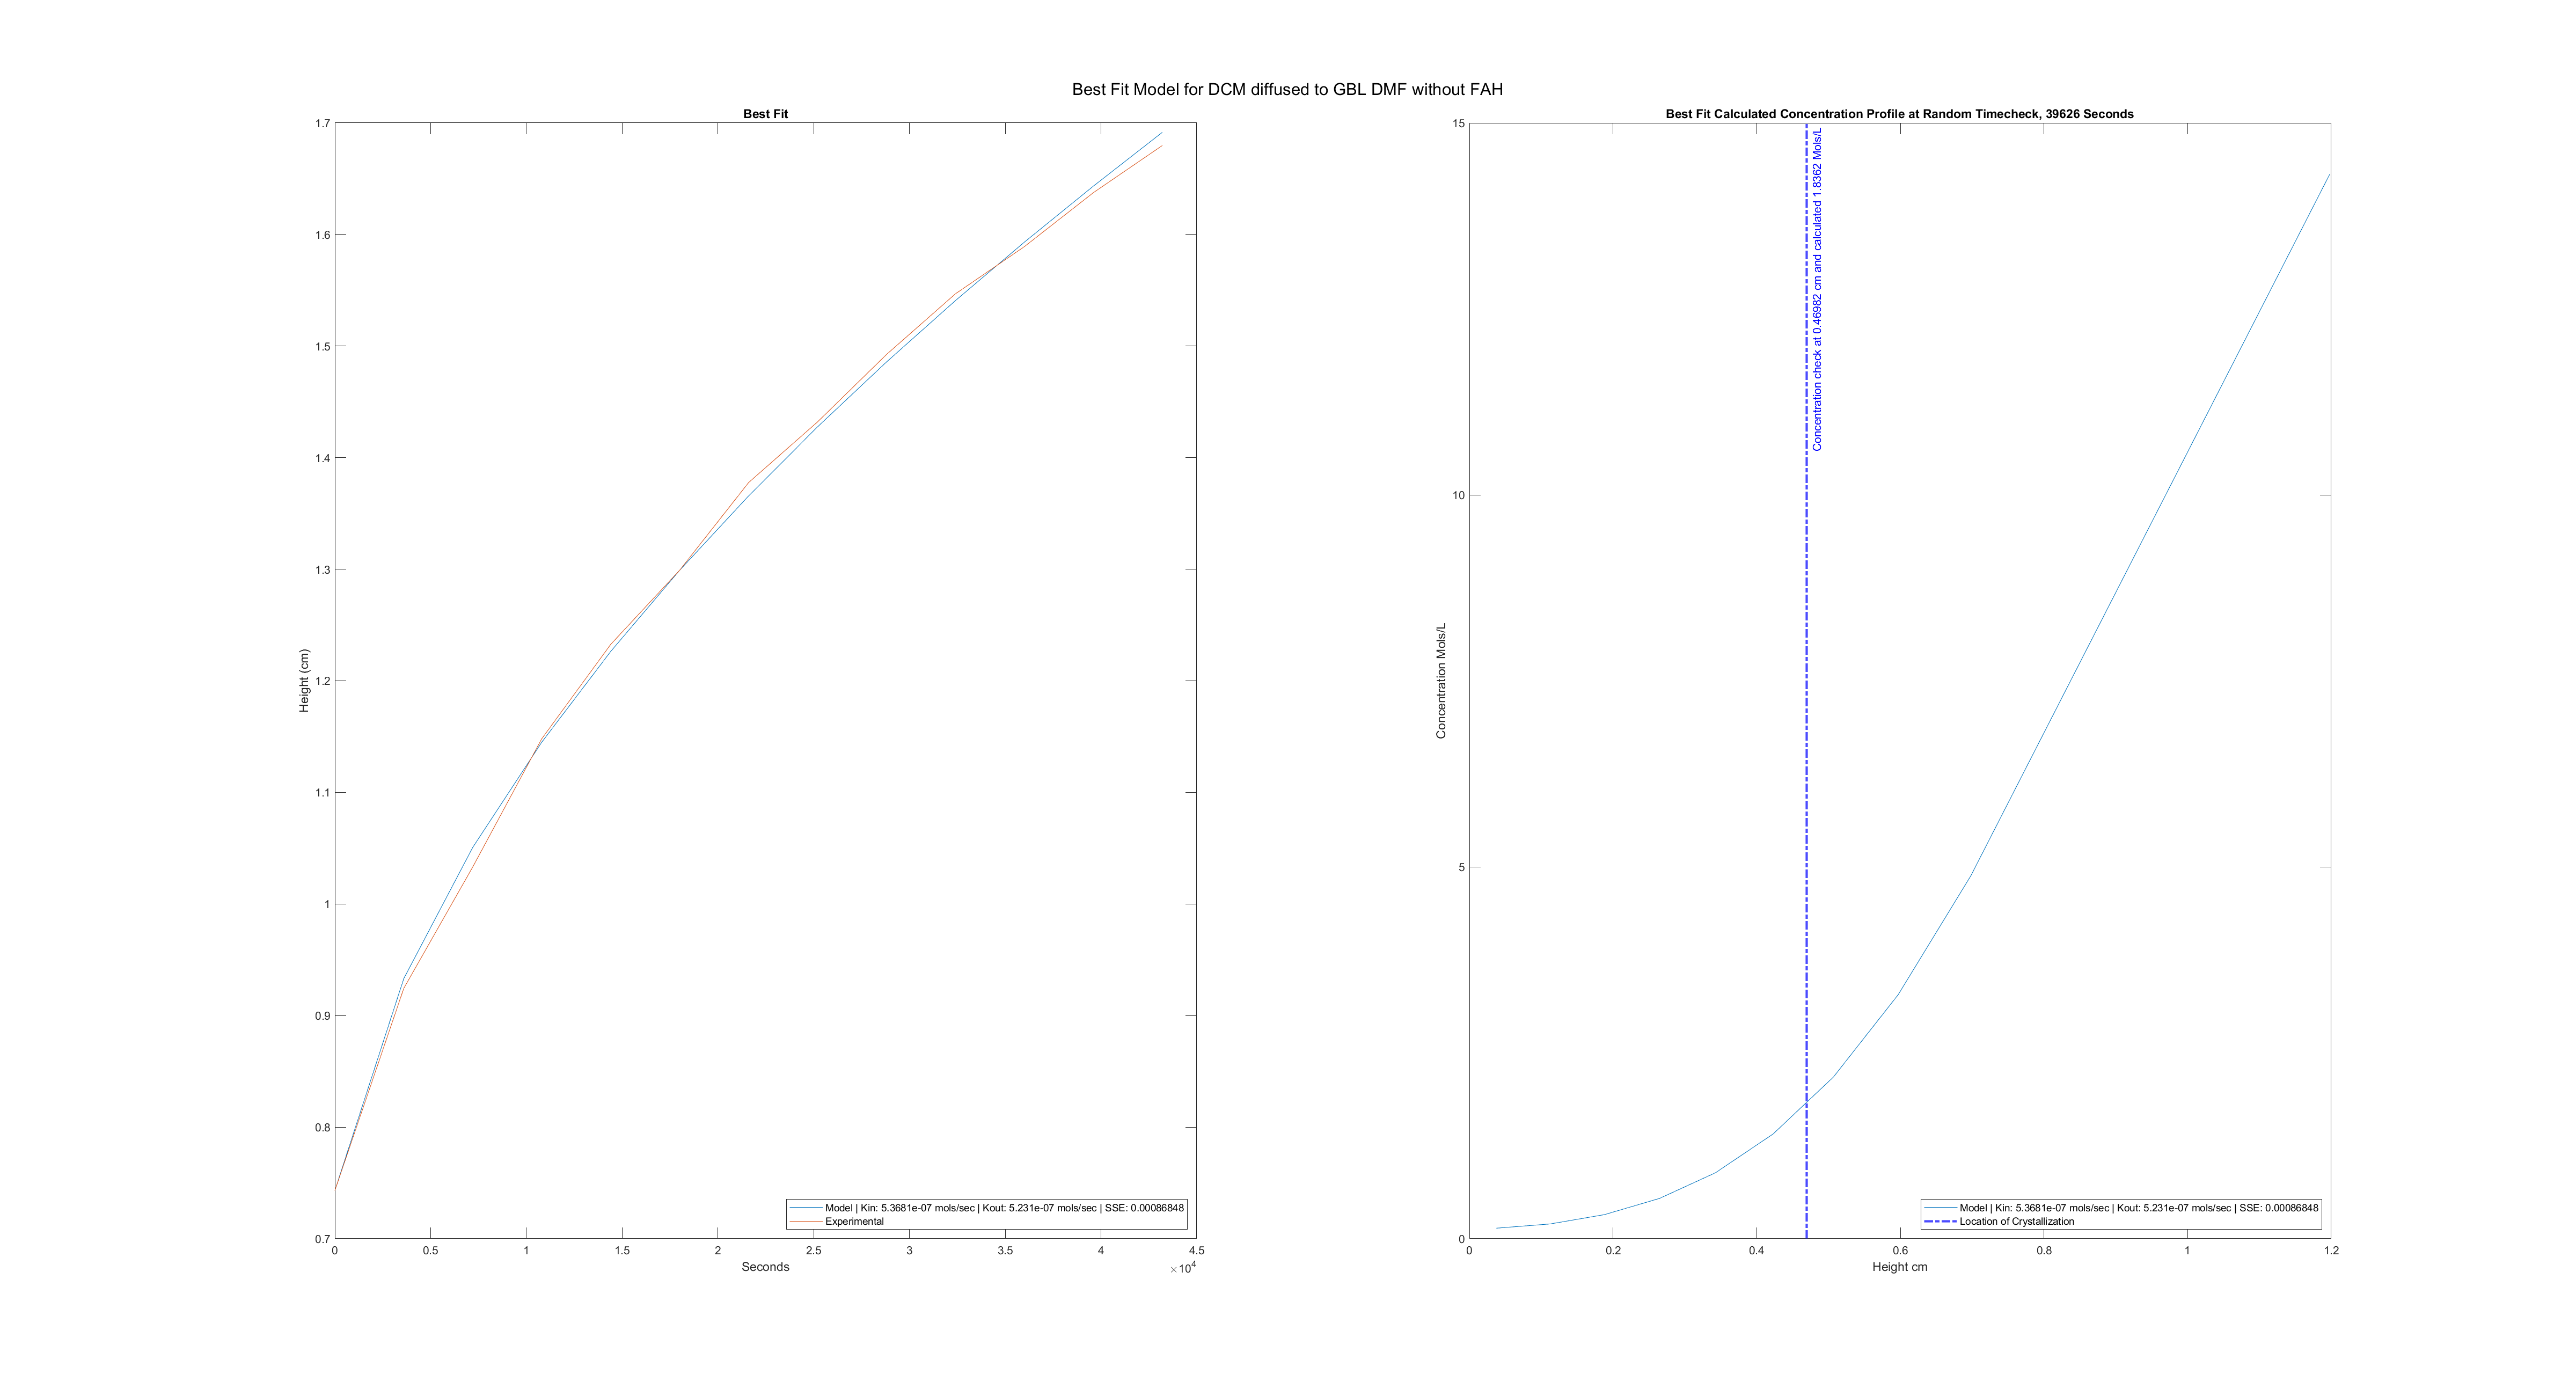 Best Fit Model for DCM diffused to GBL DMF without FAH
Best Fit
1.7
1.6
1.5
1.4
1.3
1.2
1.1
1
0.9
0.8
0.7
Height (cm)
0 0.5 1 1.5 2 2.5 3 3.5 4 4.5
Seconds
×10^4
Model | Kin: 5.3681e-07 mols/sec | Kout: 5.231e-07 mols/sec | SSE: 0.00086848
Experimental
Best Fit Calculated Concentration Profile at Random Timecheck, 39626 Seconds
15
10
5
0
Concentration Mols/L
Concentration check at 0.46982 cm and calculated 1.8362 Mols/L
0 0.2 0.4 0.6 0.8 1 1.2
Height cm
Model | Kin: 5.3681e-07 mols/sec | Kout: 5.231e-07 mols/sec | SSE: 0.00086848
Location of Crystallization